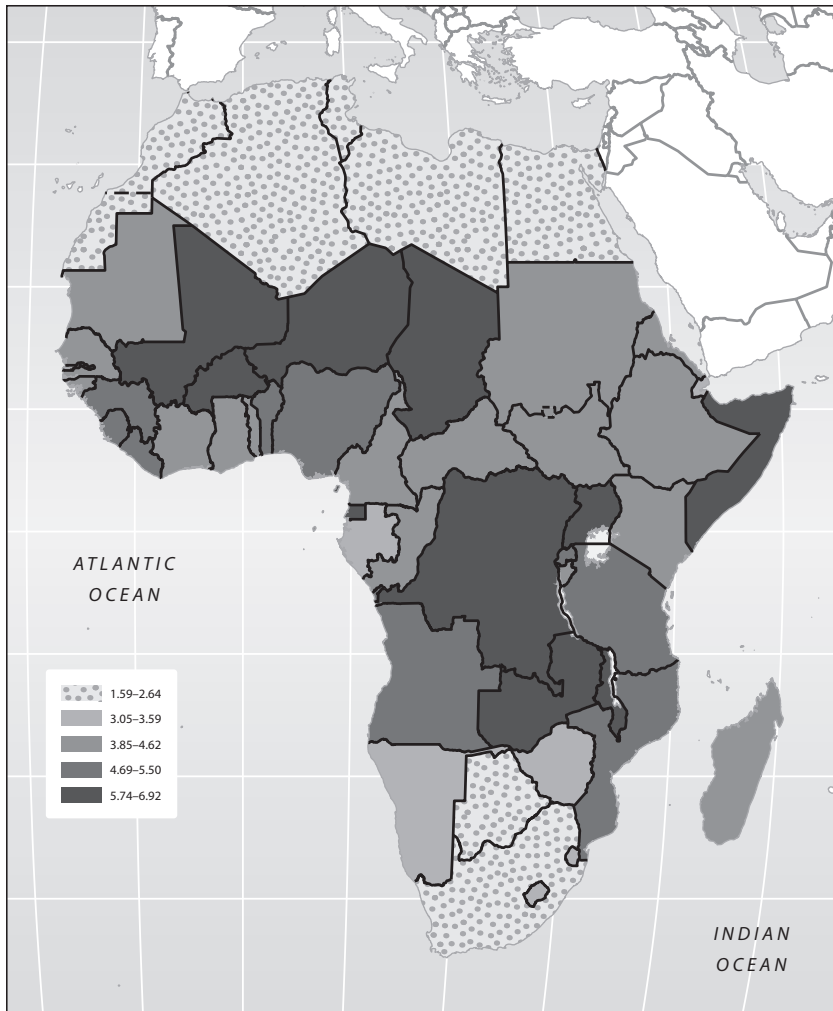 ATLANTIC
OCEAN
1.59–2.64
3.05–3.59
3.85–4.62
4.69–5.50
5.74–6.92
INDIAN
OCEAN